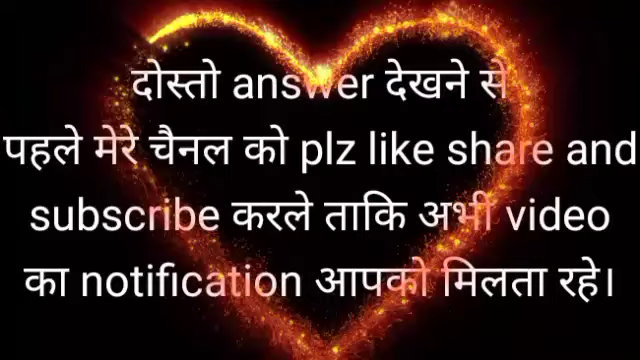 दोस्तो answer देखने से
पहले मेरे चैनल को plz like share and
subscribe करले ताकि अभी video
का notification आपको मिलता रहे।